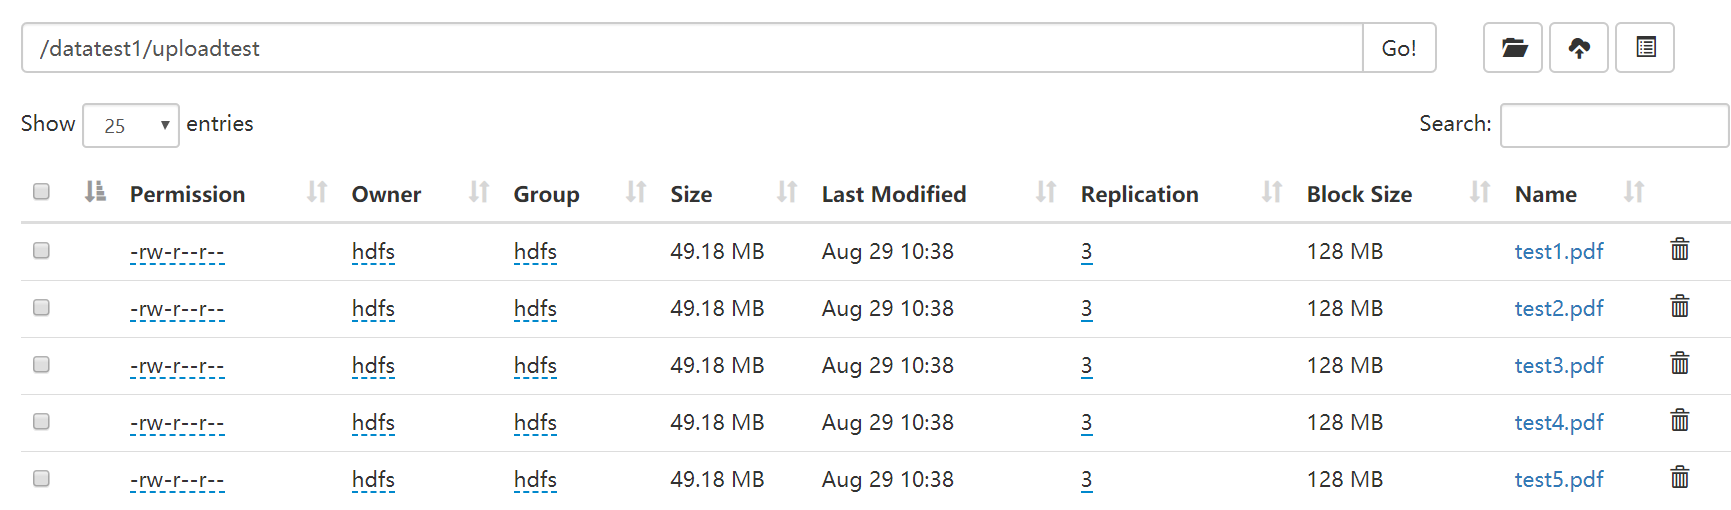 /datatest1/uploadtest Go!
Show 25 entries Search:
Permission Owner Group Size Last Modified Replication Block Size Name
-rw-r--r-- hdfs hdfs 49.18 MB Aug 29 10:38 3 128 MB test1.pdf
-rw-r--r-- hdfs hdfs 49.18 MB Aug 29 10:38 3 128 MB test2.pdf
-rw-r--r-- hdfs hdfs 49.18 MB Aug 29 10:38 3 128 MB test3.pdf
-rw-r--r-- hdfs hdfs 49.18 MB Aug 29 10:38 3 128 MB test4.pdf
-rw-r--r-- hdfs hdfs 49.18 MB Aug 29 10:38 3 128 MB test5.pdf